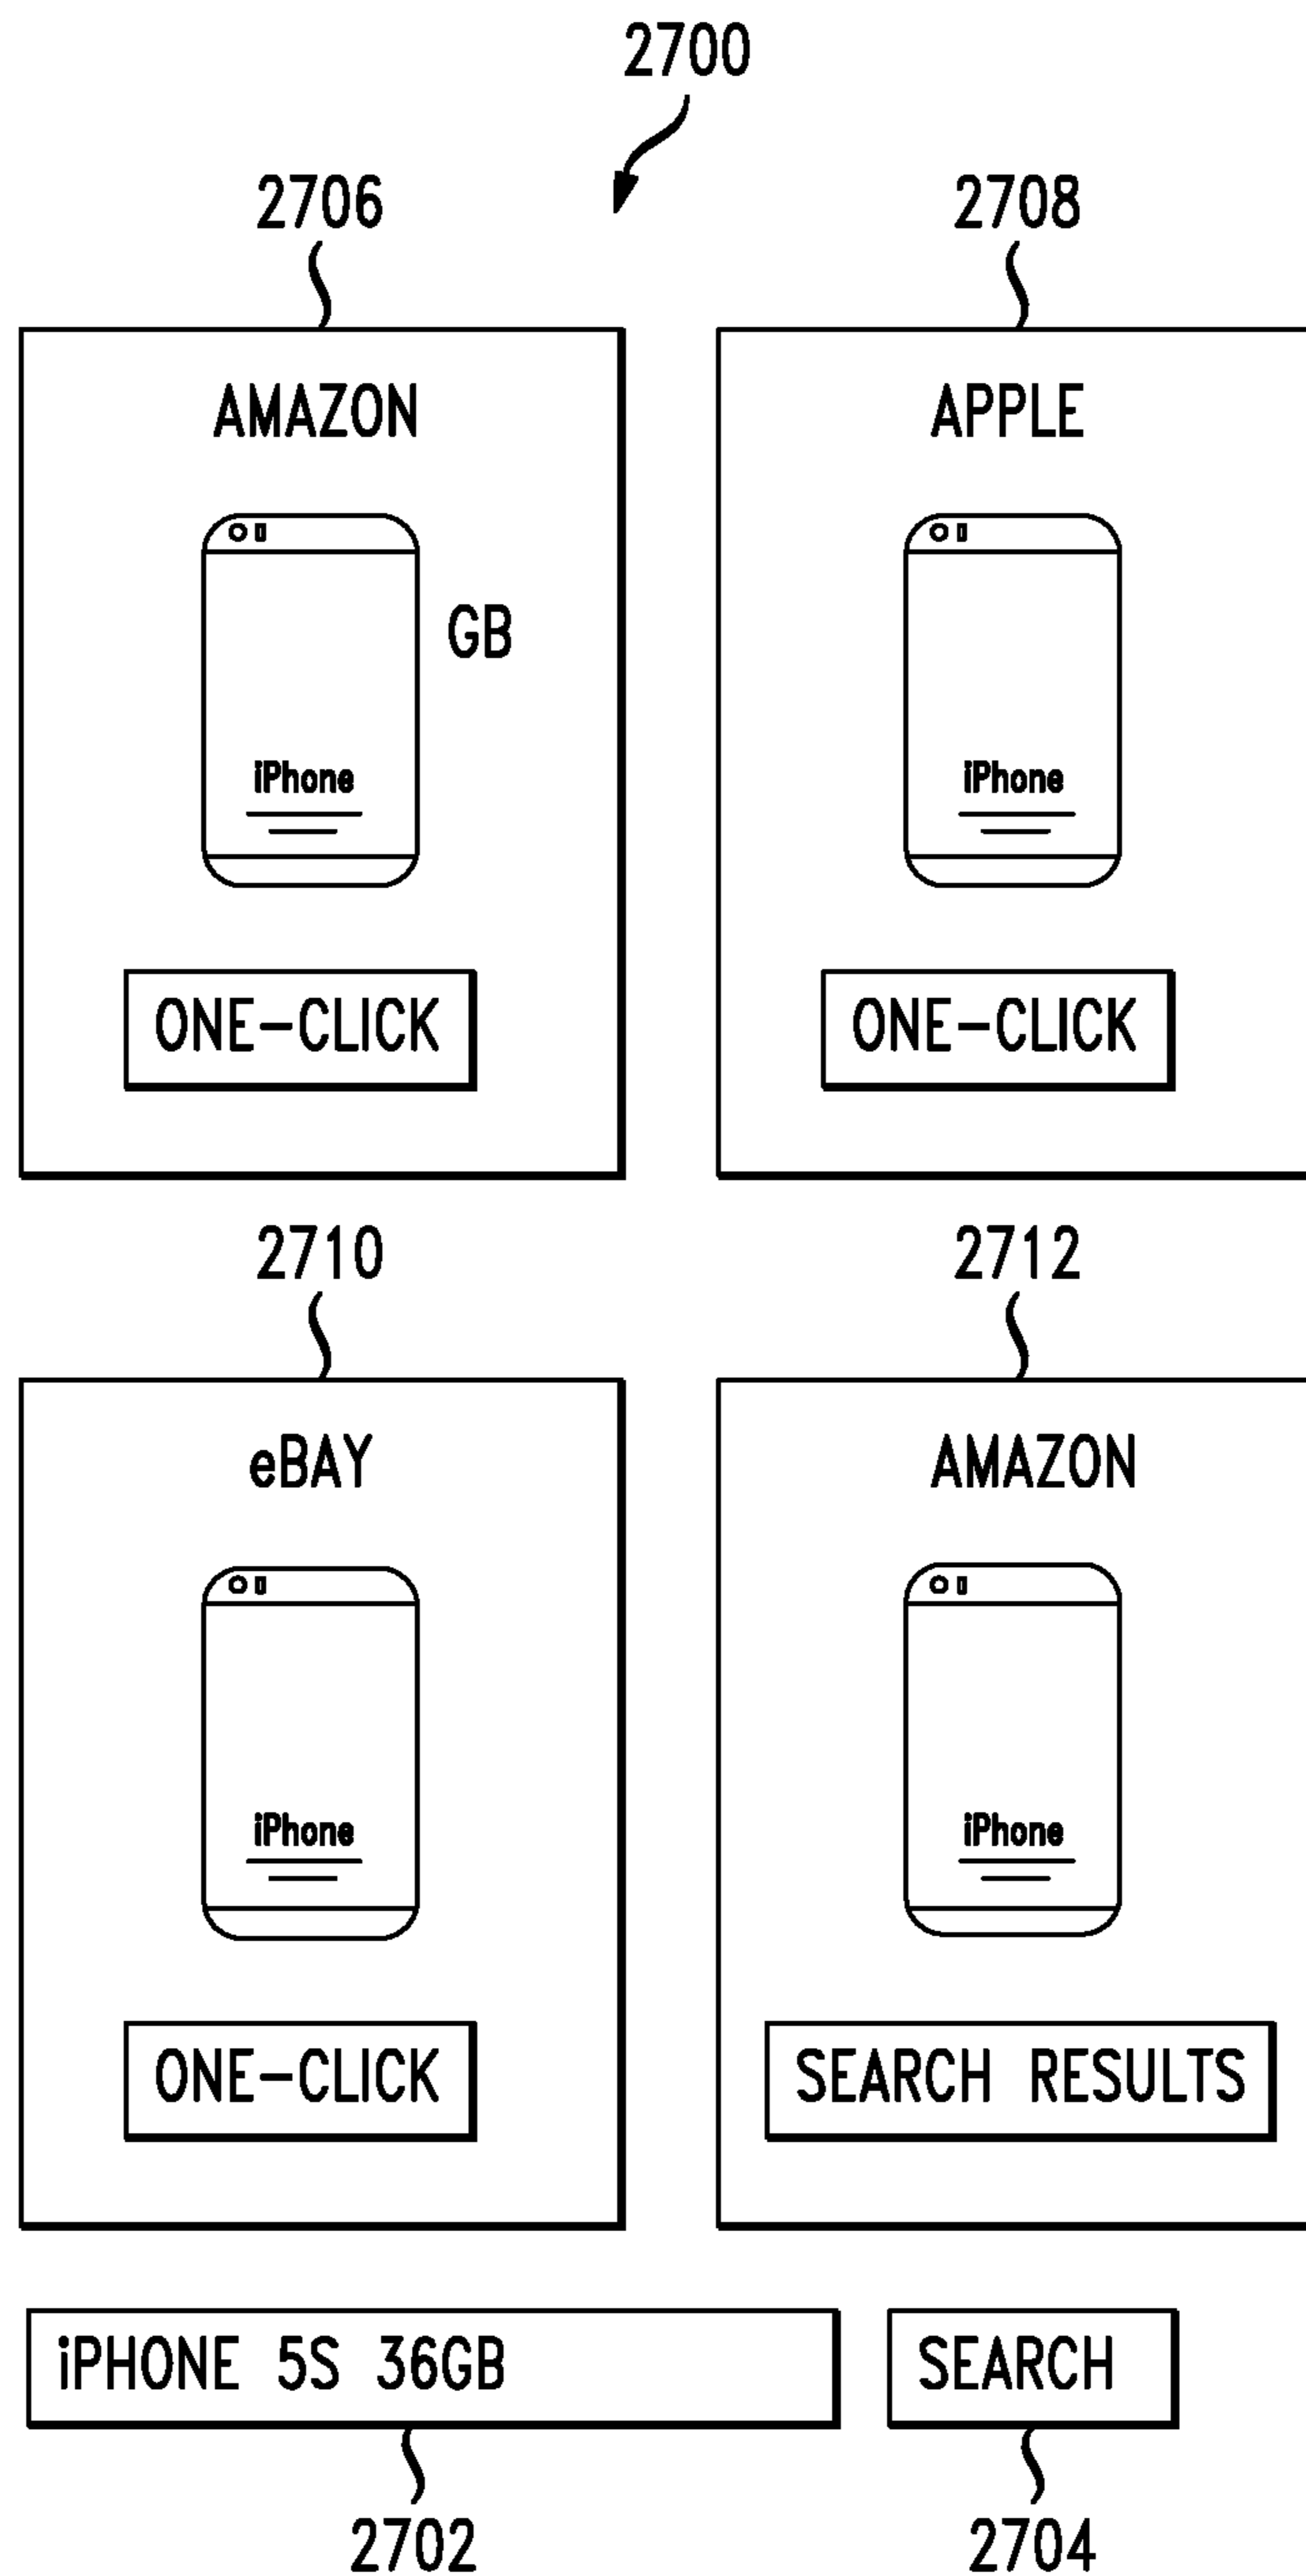 2700
2706 2708
AMAZON APPLE
GB
iPhone iPhone
ONE-CLICK ONE-CLICK
2710 2712
eBAY AMAZON
iPhone iPhone
ONE-CLICK SEARCH RESULTS
iPHONE 5S 36GB SEARCH
2702 2704